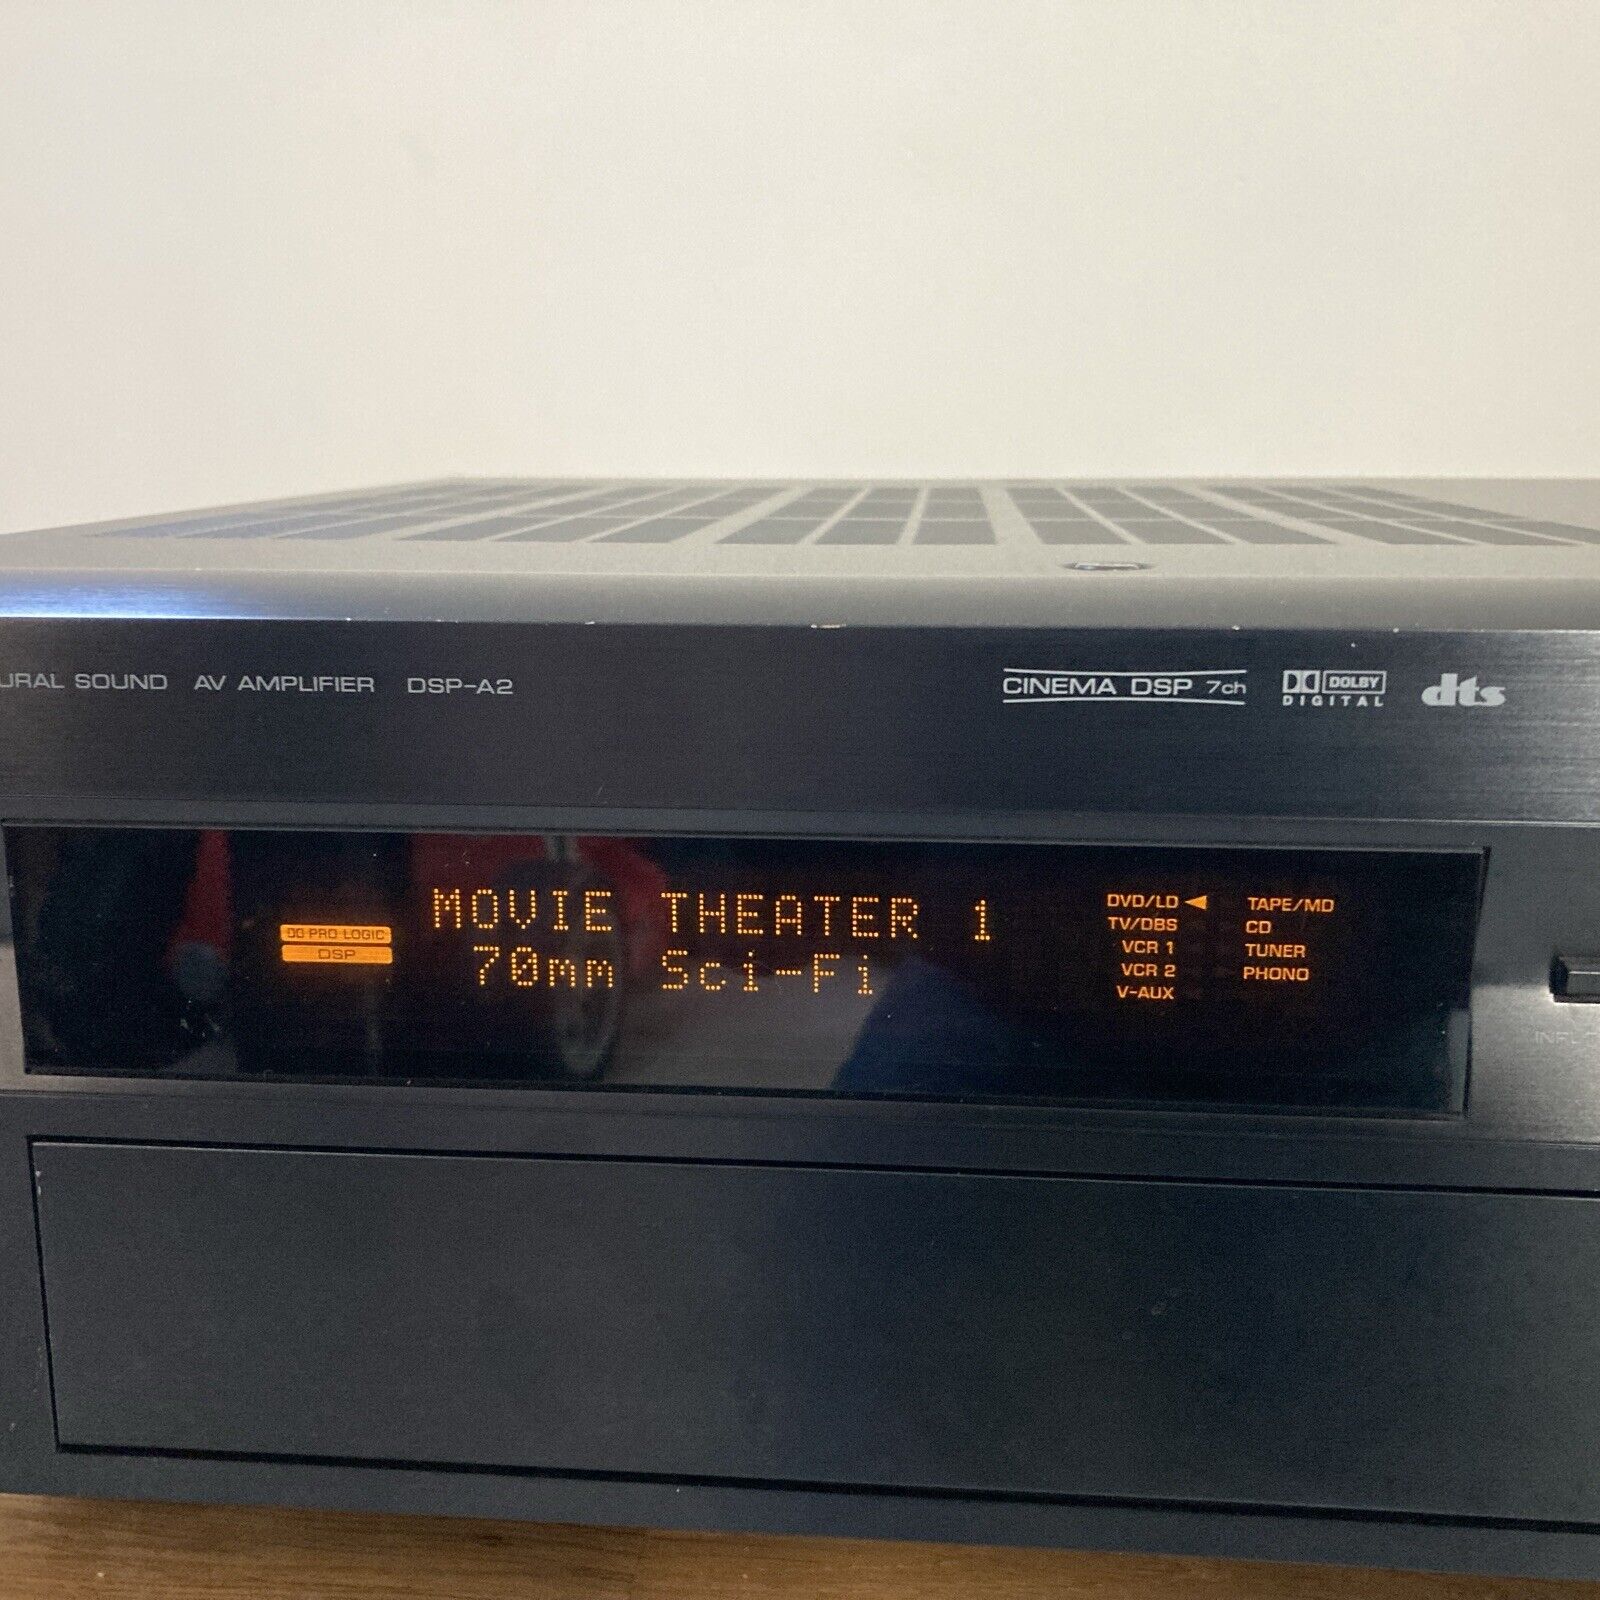 URAL SOUND AV AMPLIFIER DSP-A2
CINEMA DSP 7ch
DOLBY
DIGITAL
dts
PRO LOGIC
DSP
MOVIE THEATER 1
70mm Sci-Fi
DVD/LD
TV/DBS
VCR 1
VCR 2
V-AUX
TAPE/MD
CD
TUNER
PHONO